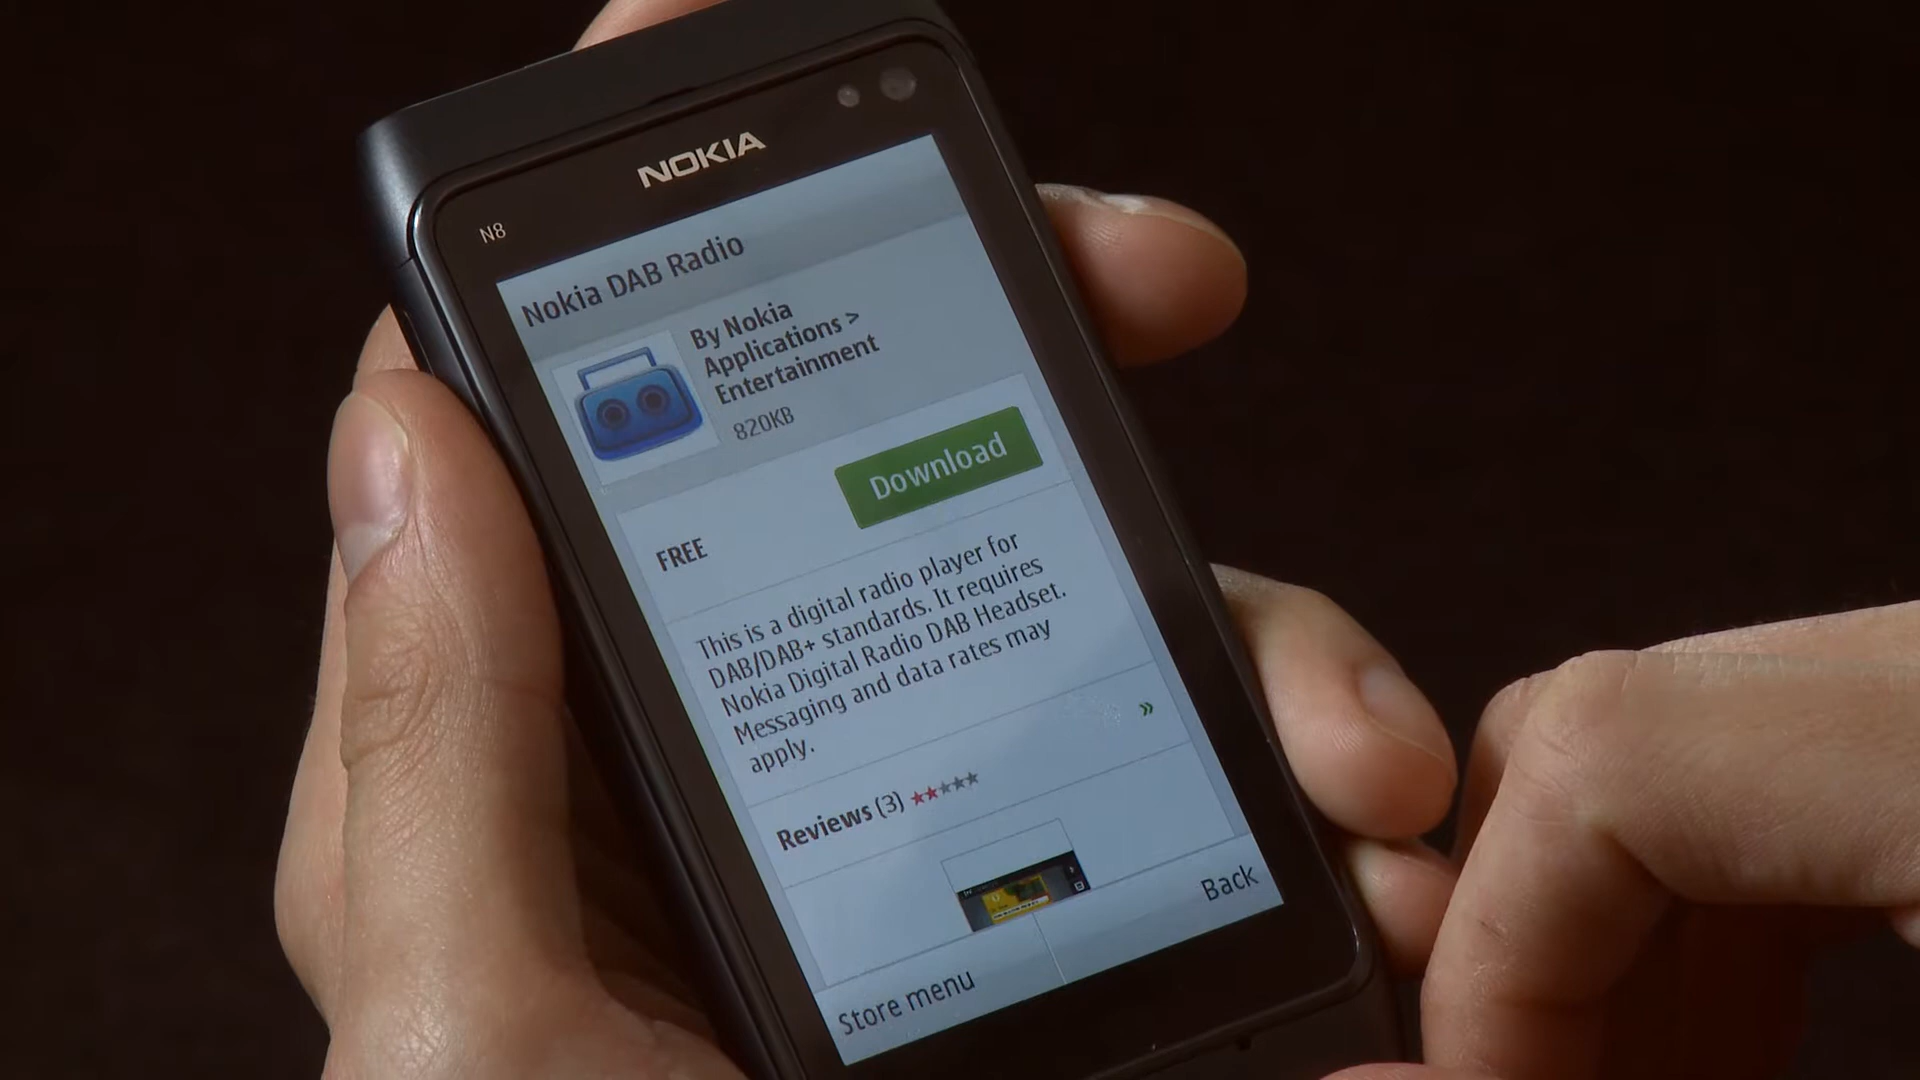 NOKIA
N8
Nokia DAB Radio
By Nokia
Applications >
Entertainment
820KB
Download
FREE
This is a digital radio player for
DAB/DAB+ standards. It requires
Nokia Digital Radio DAB Headset.
Messaging and data rates may
apply.
»
Reviews (3)
Back
Store menu